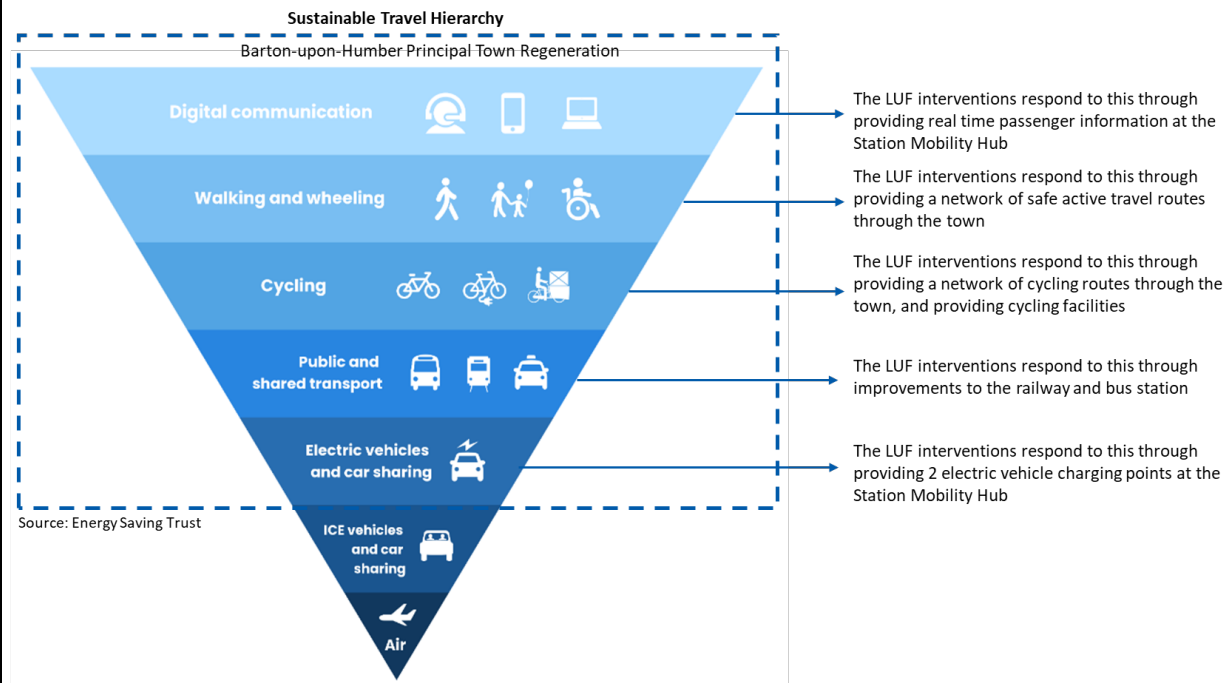 Sustainable Travel Hierarchy
Barton-upon-Humber Principal Town Regeneration
Digital communication
The LUF interventions respond to this through
providing real time passenger information at the
Station Mobility Hub
Walking and wheeling
The LUF interventions respond to this through
providing a network of safe active travel routes
through the town
Cycling
The LUF interventions respond to this through
providing a network of cycling routes through the
town, and providing cycling facilities
Public and
shared transport
The LUF interventions respond to this through
improvements to the railway and bus station
Electric vehicles
and car sharing
The LUF interventions respond to this through
providing 2 electric vehicle charging points at the
Station Mobility Hub
Source: Energy Saving Trust
ICE vehicles
and car
sharing
Air